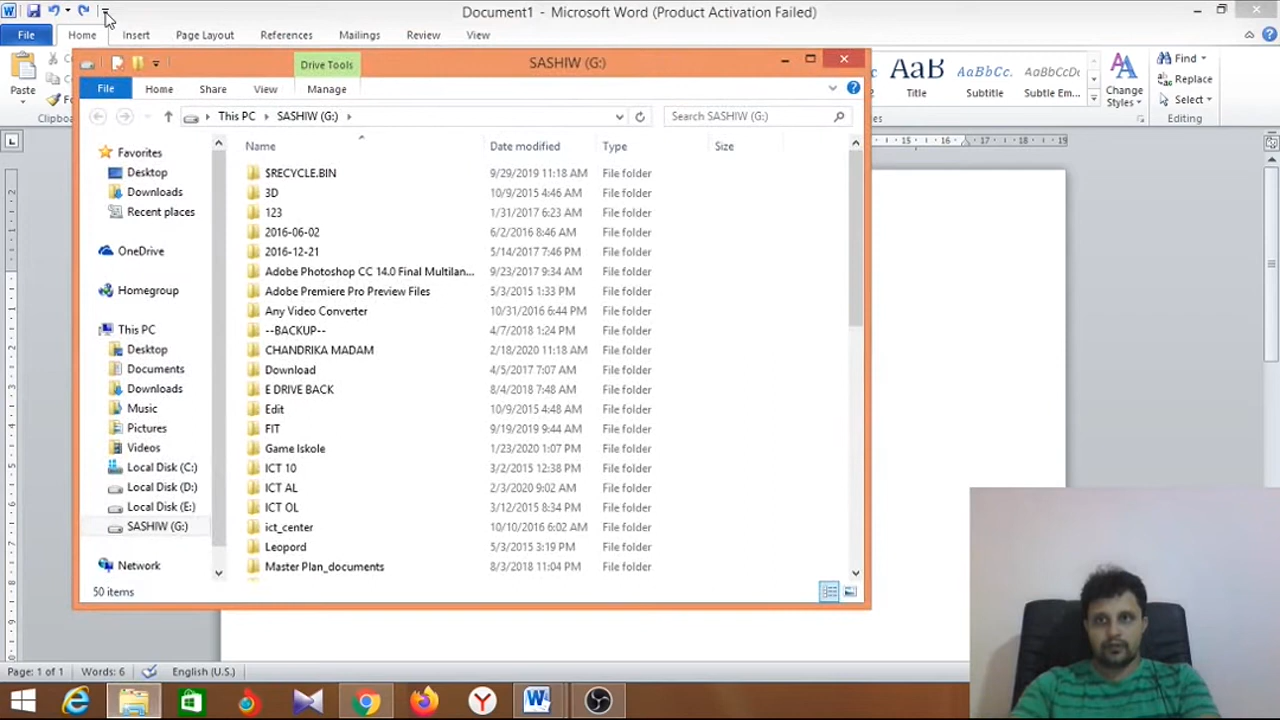 Document1 - Microsoft Word (Product Activation Failed)
File Home Insert Page Layout References Mailings Review View
Paste
Clipboa
AaB AaBbCc. AaBbCcDc
Title Subtitle Subtle Em...
Change
Styles
Find
Replace
Select
Editing
Drive Tools
SASHIW (G:)
File Home Share View Manage
This PC SASHIW (G:)
Search SASHIW (G:)
Name Date modified Type Size
Favorites
Desktop
Downloads
Recent places
OneDrive
Homegroup
This PC
Desktop
Documents
Downloads
Music
Pictures
Videos
Local Disk (C:)
Local Disk (D:)
Local Disk (E:)
SASHIW (G:)
Network
$RECYCLE.BIN 9/29/2019 11:18 AM File folder
3D 10/9/2015 4:46 AM File folder
123 1/31/2017 6:23 AM File folder
2016-06-02 6/2/2016 8:46 AM File folder
2016-12-21 5/14/2017 7:46 PM File folder
Adobe Photoshop CC 14.0 Final Multilan... 9/23/2017 9:34 AM File folder
Adobe Premiere Pro Preview Files 5/3/2015 1:33 PM File folder
Any Video Converter 10/31/2016 6:44 PM File folder
--BACKUP-- 4/7/2018 1:24 PM File folder
CHANDRIKA MADAM 2/18/2020 11:18 AM File folder
Download 4/5/2017 7:07 AM File folder
E DRIVE BACK 8/4/2018 7:48 AM File folder
Edit 10/9/2015 4:48 AM File folder
FIT 9/19/2019 9:44 AM File folder
Game Iskole 1/23/2020 1:07 PM File folder
ICT 10 3/2/2015 12:38 PM File folder
ICT AL 2/3/2020 9:02 AM File folder
ICT OL 3/12/2015 8:34 PM File folder
ict_center 10/10/2016 6:02 AM File folder
Leopord 5/3/2015 3:19 PM File folder
Master Plan_documents 8/3/2018 11:04 PM File folder
50 items
15 16 17 18 19
Page: 1 of 1 Words: 6 English (U.S.)